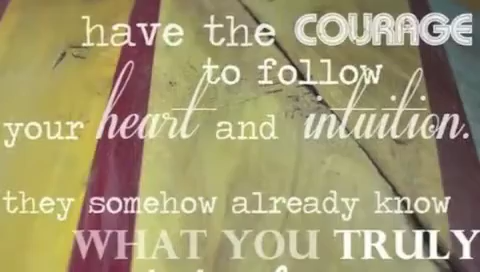 have the COURAGE
to follow
your heart and intuition.
they somehow already know
WHAT YOU TRULY